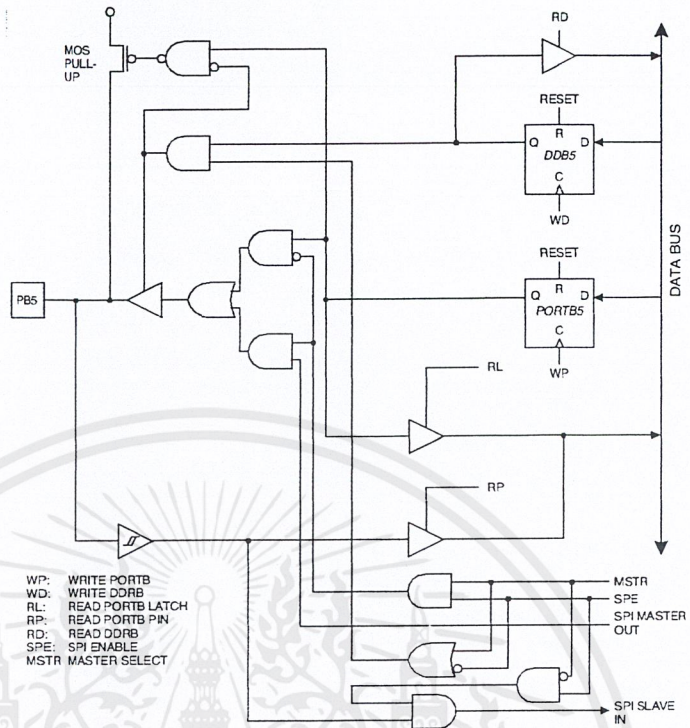 RD
MOS
PULL-
UP
RESET
R
Q
D
DDB5
C
WD
DATA BUS
RESET
R
Q
D
PORTB5
C
WP
PB5
RL
RP
WP: WRITE PORTB
WD: WRITE DDRB
RL: READ PORTB LATCH
RP: READ PORTB PIN
RD: READ DDRB
SPE: SPI ENABLE
MSTR MASTER SELECT
MSTR
SPE
SPI MASTER
OUT
SPI SLAVE
IN